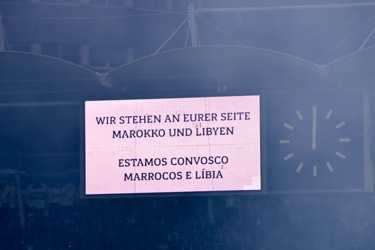 WIR STEHEN AN EURER SEITE
MAROKKO UND LIBYEN
ESTAMOS CONVOSCO
MARROCOS E LÍBIA